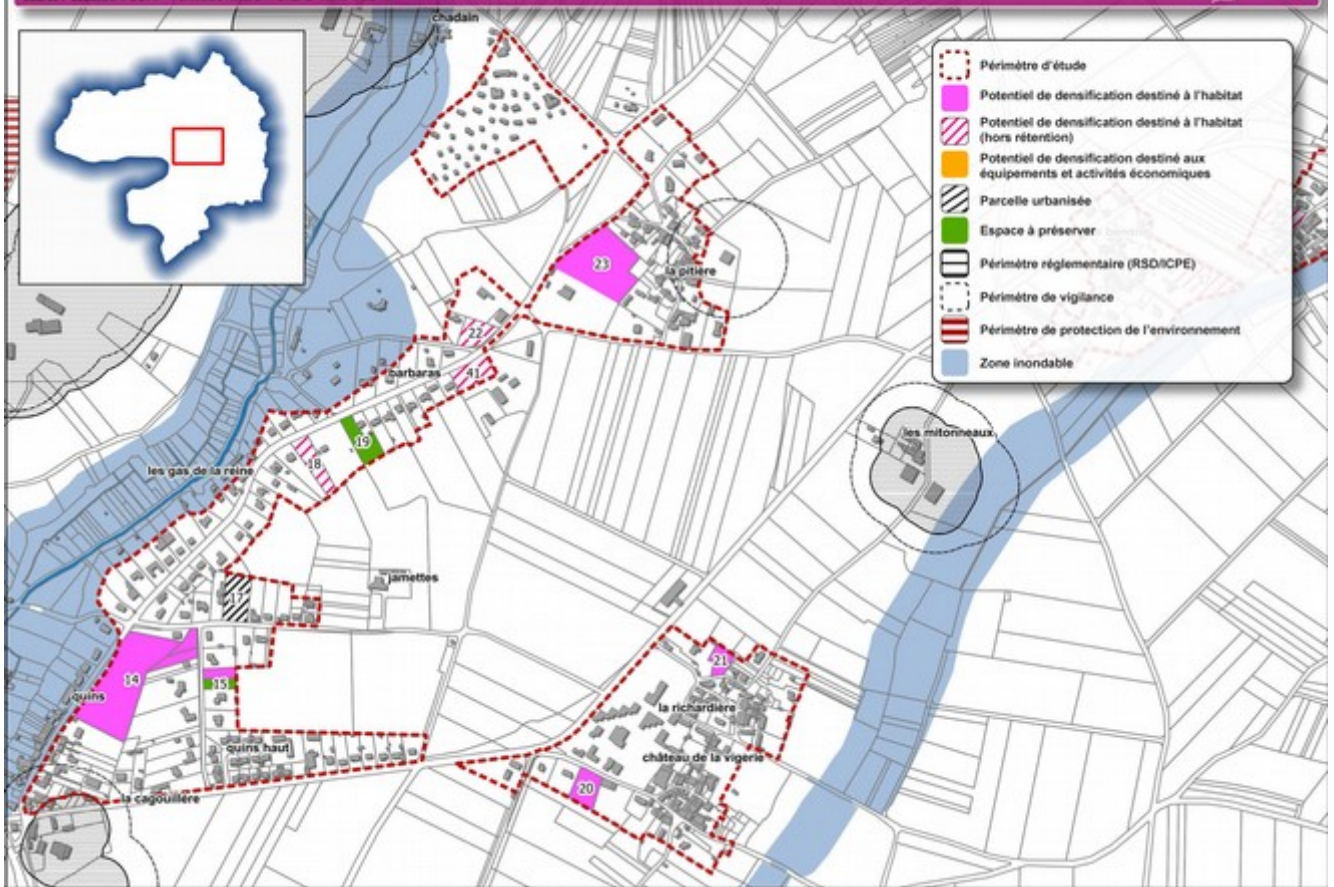 chadain
Périmètre d'étude
Potentiel de densification destiné à l'habitat
Potentiel de densification destiné à l'habitat
(hors rétention)
Potentiel de densification destiné aux
équipements et activités économiques
Parcelle urbanisée
Espace à préserver
Périmètre réglementaire (RSD/ICPE)
Périmètre de vigilance
Périmètre de protection de l'environnement
Zone inondable
23
la pitière
22
barbaras
41
19
18
les gas de la reine
les mitonneaux
jamettes
17
14
15
quins
quins haut
la cagouillère
21
la richardière
château de la vigerie
20